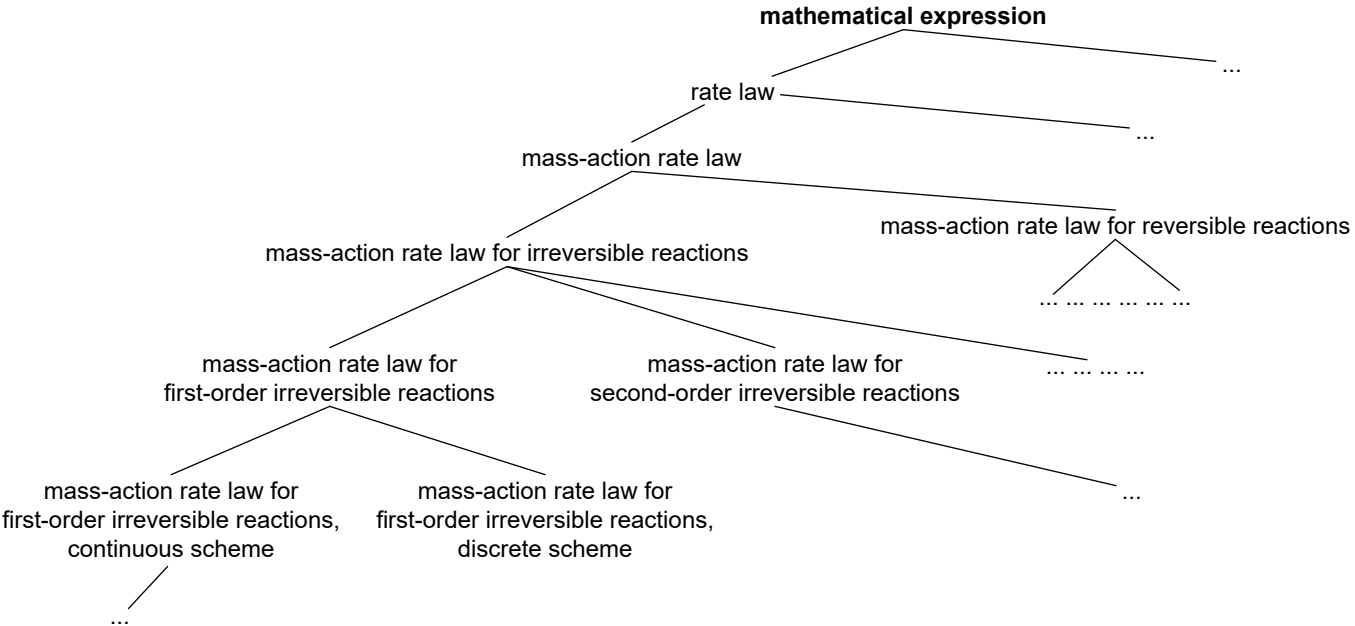 mathematical expression
...
rate law
...
mass-action rate law
mass-action rate law for reversible reactions
mass-action rate law for irreversible reactions
... ... ... ... ... ...
mass-action rate law for
first-order irreversible reactions
mass-action rate law for
second-order irreversible reactions
... ... ... ...
mass-action rate law for
first-order irreversible reactions,
continuous scheme
mass-action rate law for
first-order irreversible reactions,
discrete scheme
...
...